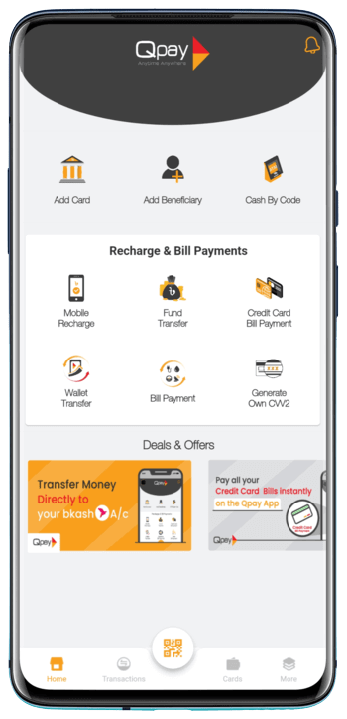 Qpay
Anytime Anywhere
Add Card
Add Beneficiary
Cash By Code
Recharge & Bill Payments
Mobile
Recharge
Fund
Transfer
Credit Card
Bill Payment
Wallet
Transfer
Bill Payment
Generate
Own CVV2
Deals & Offers
Transfer Money
Directly to
your bkash A/c
Qpay
Pay all your
Credit Card Bills instantly
on the Qpay App
Qpay
Credit Card
Home
Transactions
Cards
More